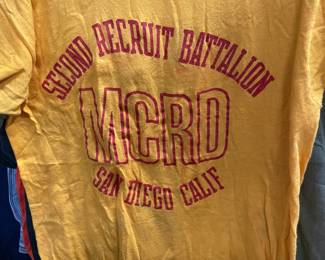 SECOND RECRUIT BATTALION
MCRD
SAN DIEGO CALIF